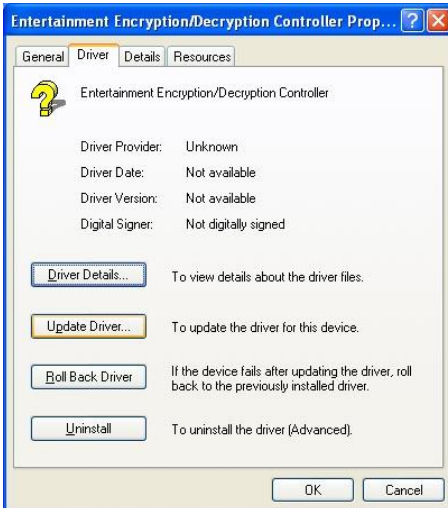 Entertainment Encryption/Decryption Controller Prop...
General Driver Details Resources
Entertainment Encryption/Decryption Controller
Driver Provider: Unknown
Driver Date: Not available
Driver Version: Not available
Digital Signer: Not digitally signed
Driver Details... To view details about the driver files.
Update Driver... To update the driver for this device.
Roll Back Driver If the device fails after updating the driver, roll
back to the previously installed driver.
Uninstall To uninstall the driver (Advanced).
OK Cancel